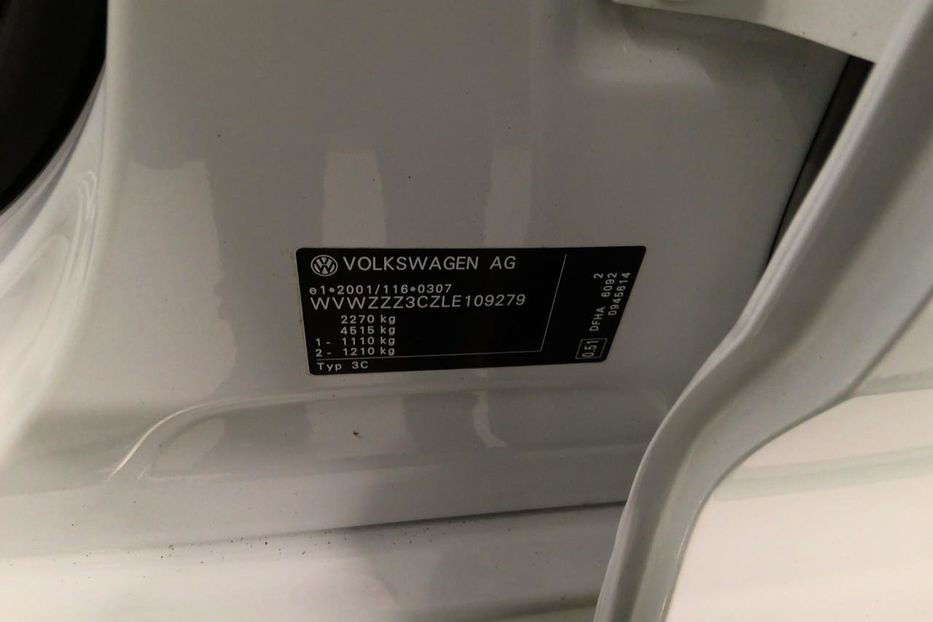 VOLKSWAGEN AG
e1*2001/116*0307
WVWZZZ3CZLE109279
2270 kg
4515 kg
1 - 1110 kg
2 - 1210 kg
Typ 3C
0.51 DFHA 6092 2
0945614